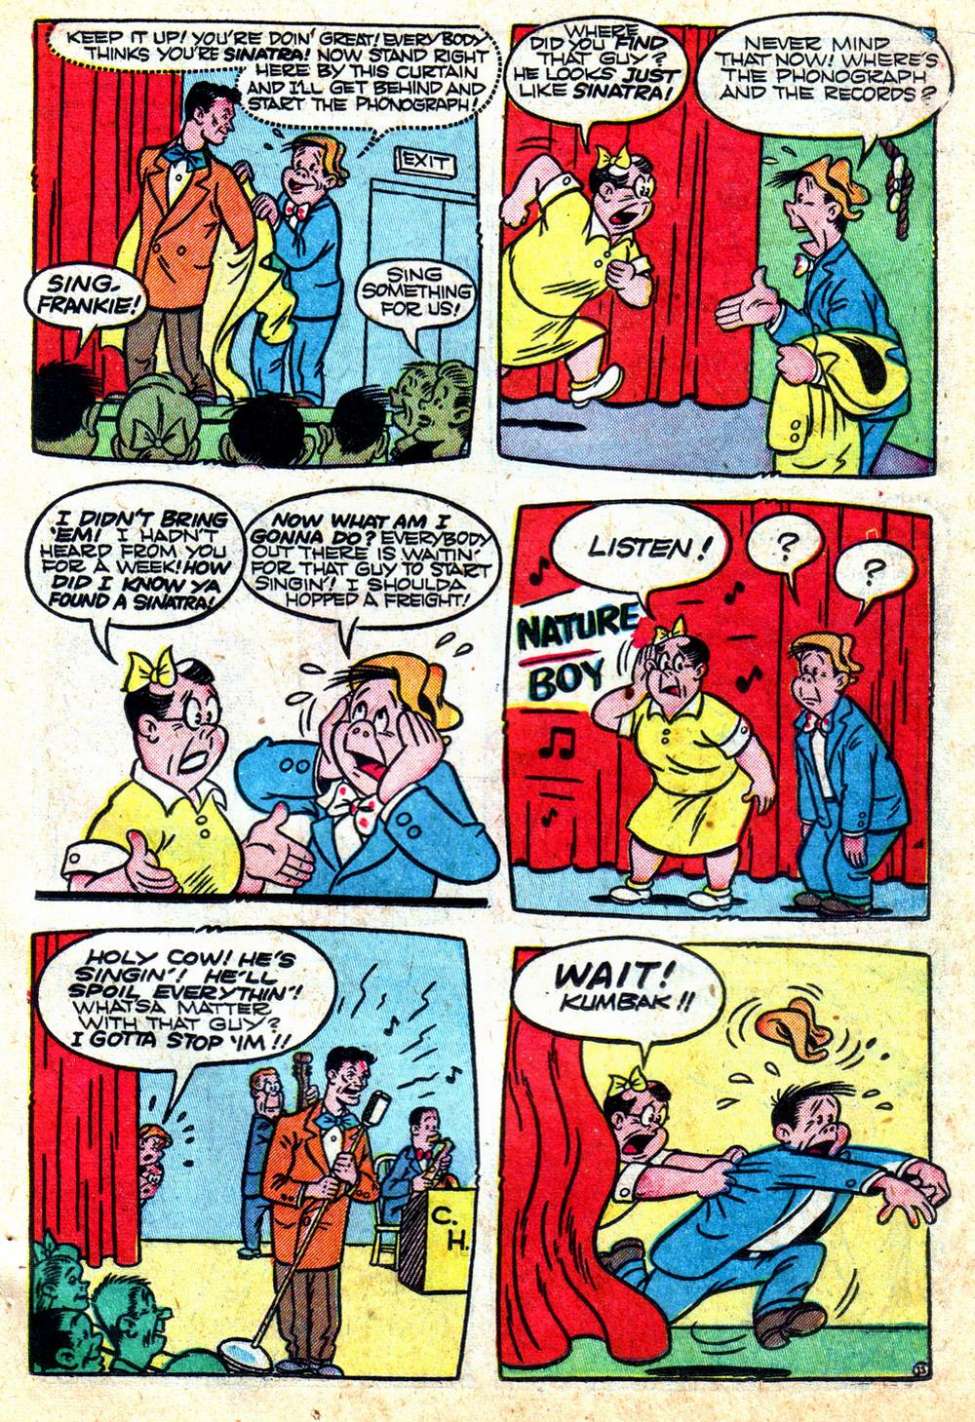 KEEP IT UP! YOU'RE DOIN' GREAT! EVERYBODY
THINKS YOU'RE SINATRA! NOW STAND RIGHT
HERE BY THIS CURTAIN
AND I'LL GET BEHIND AND
START THE PHONOGRAPH!
EXIT
SING,
FRANKIE!
SING
SOMETHING
FOR US!
WHERE
DID YOU FIND
THAT GUY?
HE LOOKS JUST
LIKE SINATRA!
NEVER MIND
THAT NOW! WHERE'S
THE PHONOGRAPH
AND THE RECORDS?
I DIDN'T BRING
'EM! I HADN'T
HEARD FROM YOU
FOR A WEEK! HOW
DID I KNOW YA
FOUND A SINATRA!
NOW WHAT AM I
GONNA DO? EVERYBODY
OUT THERE IS WAITIN'
FOR THAT GUY TO START
SINGIN'! I SHOULDA
HOPPED A FREIGHT!
LISTEN!
?
?
NATURE
BOY
HOLY COW! HE'S
SINGIN'! HE'LL
SPOIL EVERYTHIN'!
WHATSA MATTER
WITH THAT GUY?
I GOTTA STOP 'IM!!
C.
H.
WAIT!
KUMBAK!!